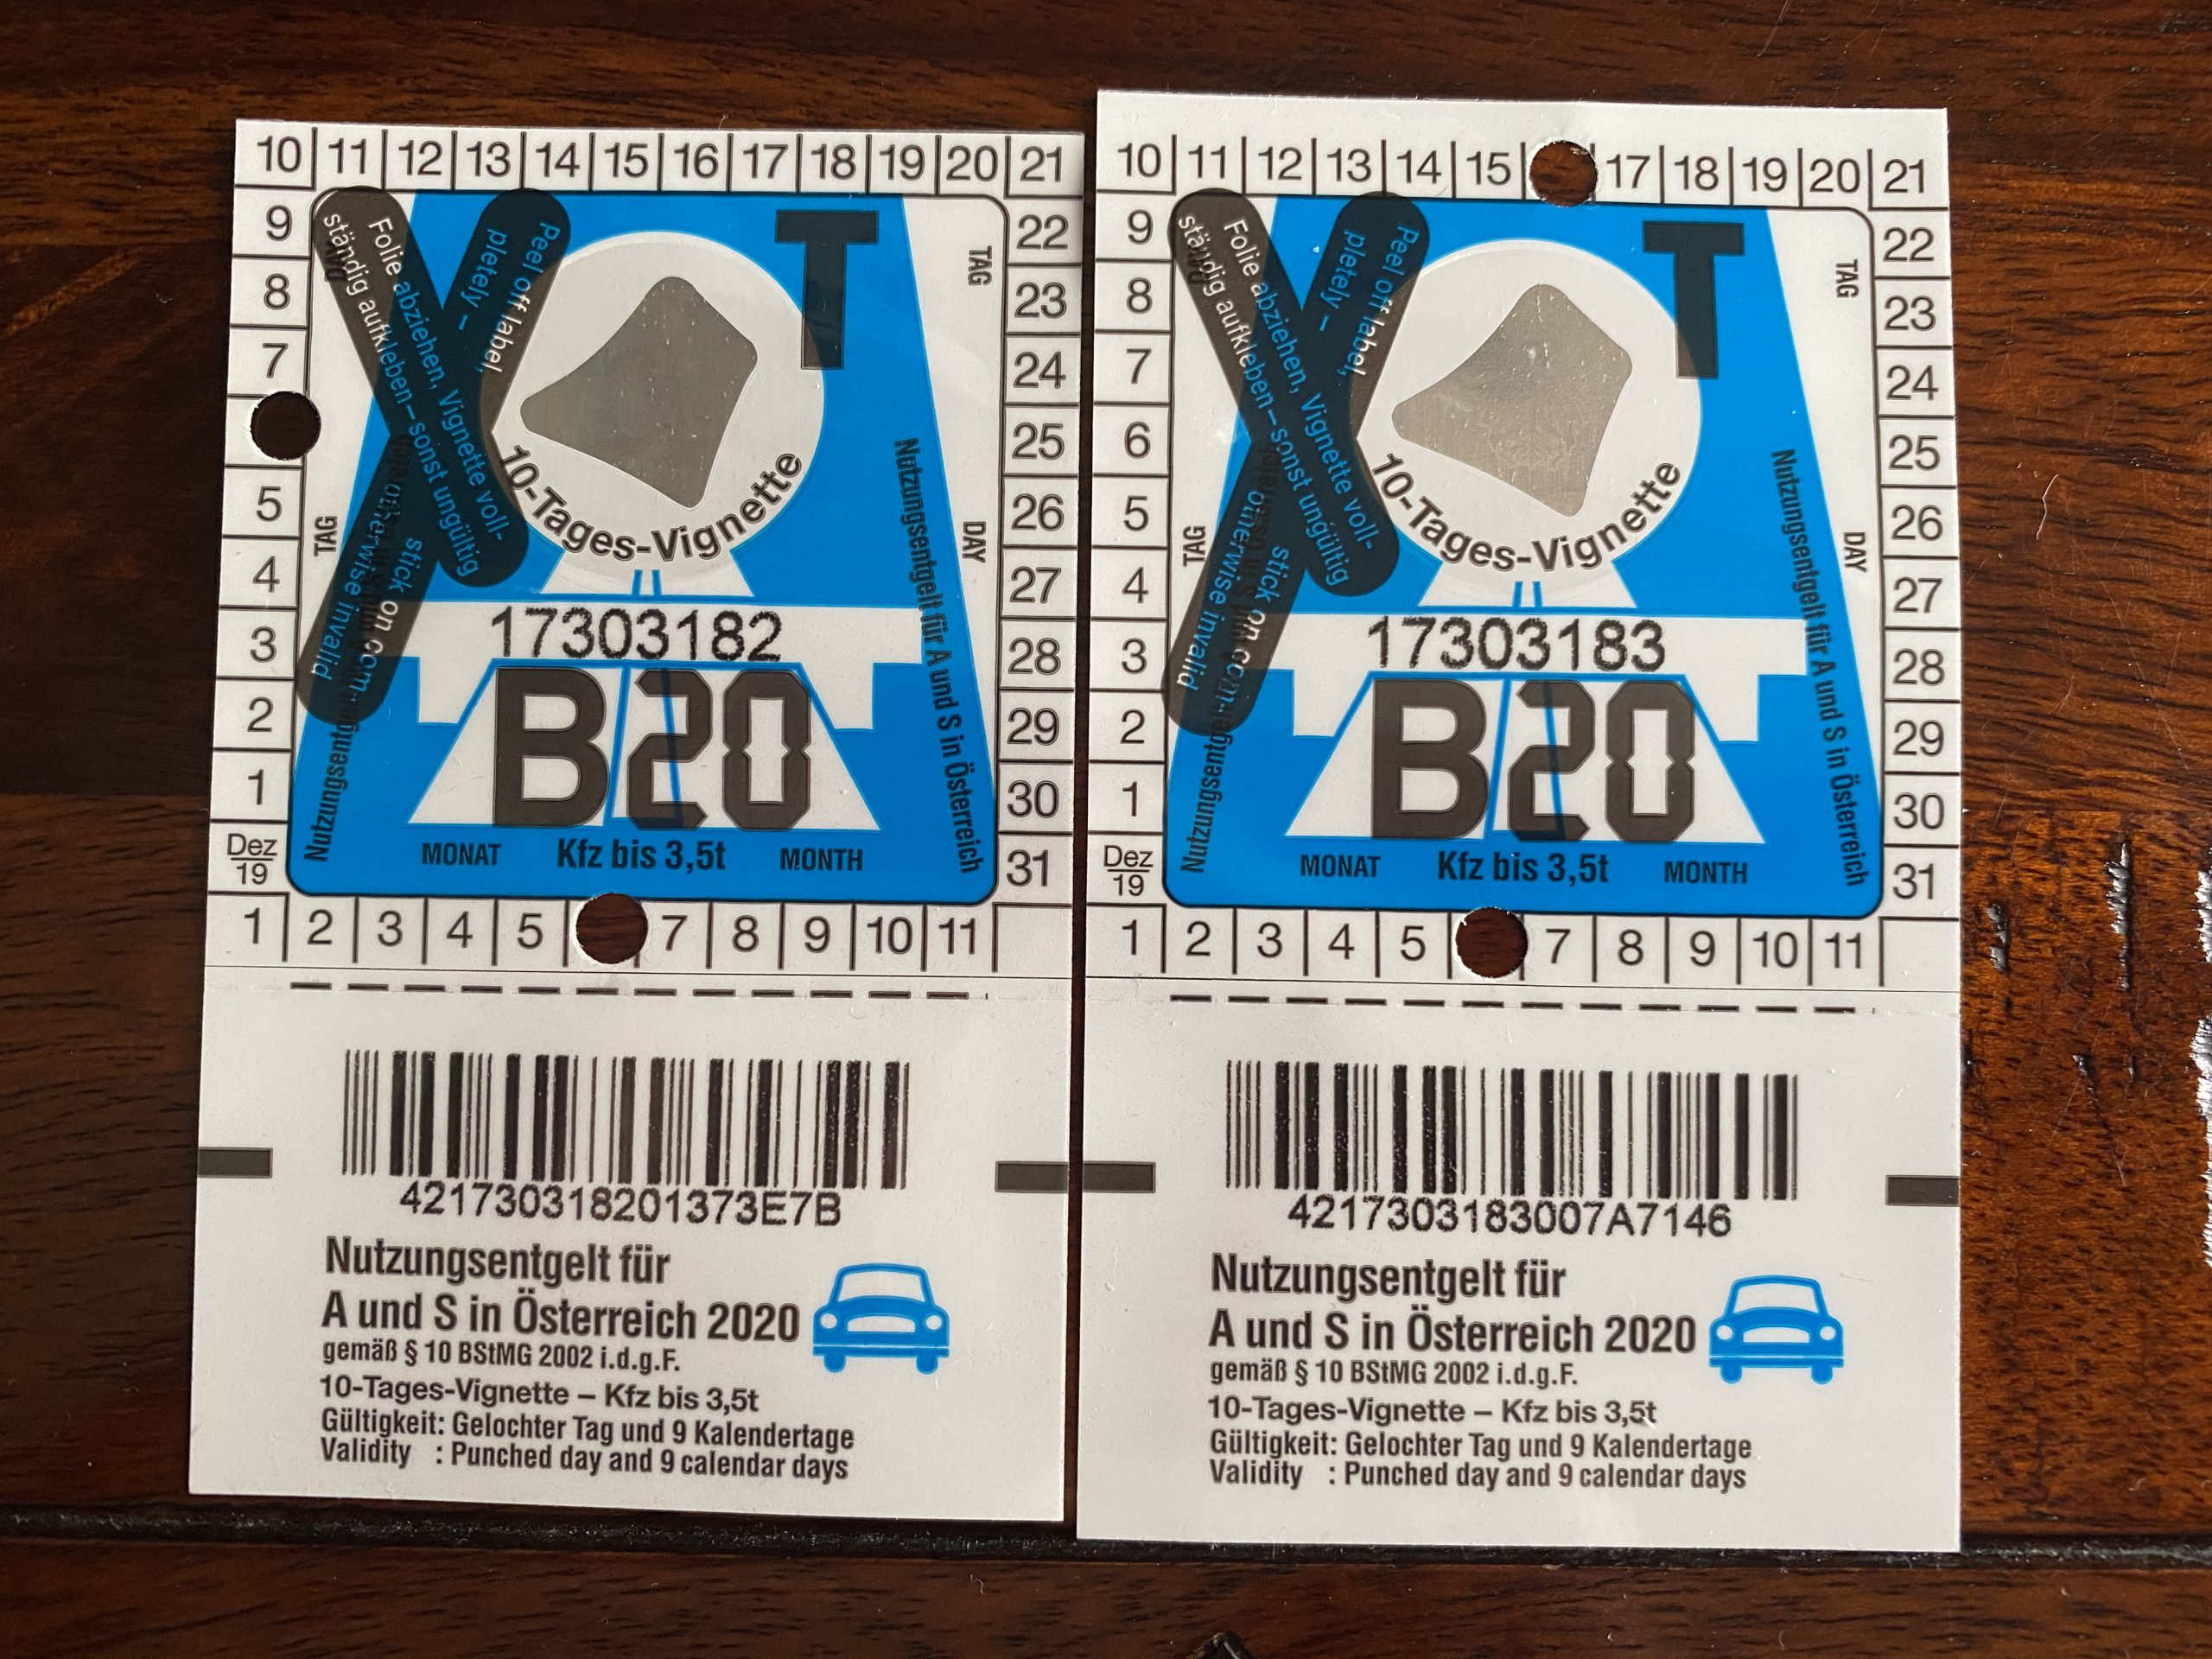 10 11 12 13 14 15 16 17 18 19 20 21
9 22
8 23
7 24
25
5 26
4 27
3 28
2 29
1 30
Dez
19
31
1 2 3 4 5 7 8 9 10 11
Folie abziehen, Vignette voll-
ständig aufkleben – sonst ungültig
Peel off label,
pletely –
stick on com-
otherwise invalid
T
TAG
TAG
DAY
10-Tages-Vignette
Nutzungsentgelt für A und S in Österreich
17303182
B20
MONAT Kfz bis 3,5t MONTH
421730318201373E7B
Nutzungsentgelt für
A und S in Österreich 2020
gemäß § 10 BStMG 2002 i.d.g.F.
10-Tages-Vignette – Kfz bis 3,5t
Gültigkeit: Gelochter Tag und 9 Kalendertage
Validity : Punched day and 9 calendar days
10 11 12 13 14 15 17 18 19 20 21
9 22
8 23
7 24
6 25
5 26
4 27
3 28
2 29
1 30
Dez
19
31
1 2 3 4 5 7 8 9 10 11
Folie abziehen, Vignette voll-
ständig aufkleben – sonst ungültig
Peel off label,
pletely –
stick on com-
otherwise invalid
T
TAG
TAG
DAY
10-Tages-Vignette
Nutzungsentgelt für A und S in Österreich
17303183
B20
MONAT Kfz bis 3,5t MONTH
4217303183007A7146
Nutzungsentgelt für
A und S in Österreich 2020
gemäß § 10 BStMG 2002 i.d.g.F.
10-Tages-Vignette – Kfz bis 3,5t
Gültigkeit: Gelochter Tag und 9 Kalendertage
Validity : Punched day and 9 calendar days